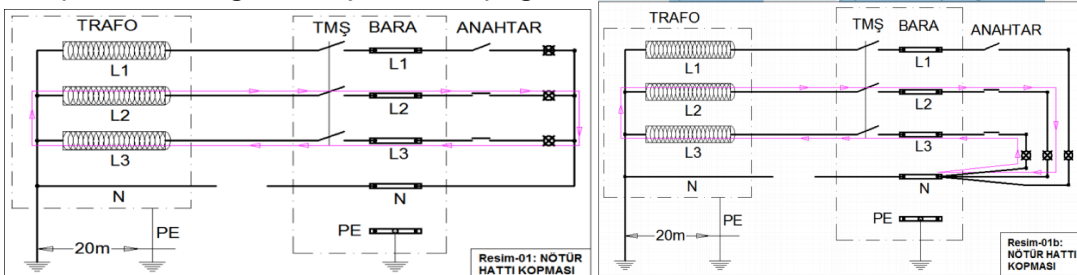 TRAFO
TMŞ
BARA
ANAHTAR
L1
L1
L2
L2
L3
L3
N
N
PE
PE
20m
Resim-01: NÖTÜR
HATTI KOPMASI
TRAFO
TMŞ
BARA
ANAHTAR
L1
L1
L2
L2
L3
L3
N
N
PE
PE
20m
Resim-01b:
NÖTÜR HATTI
KOPMASI